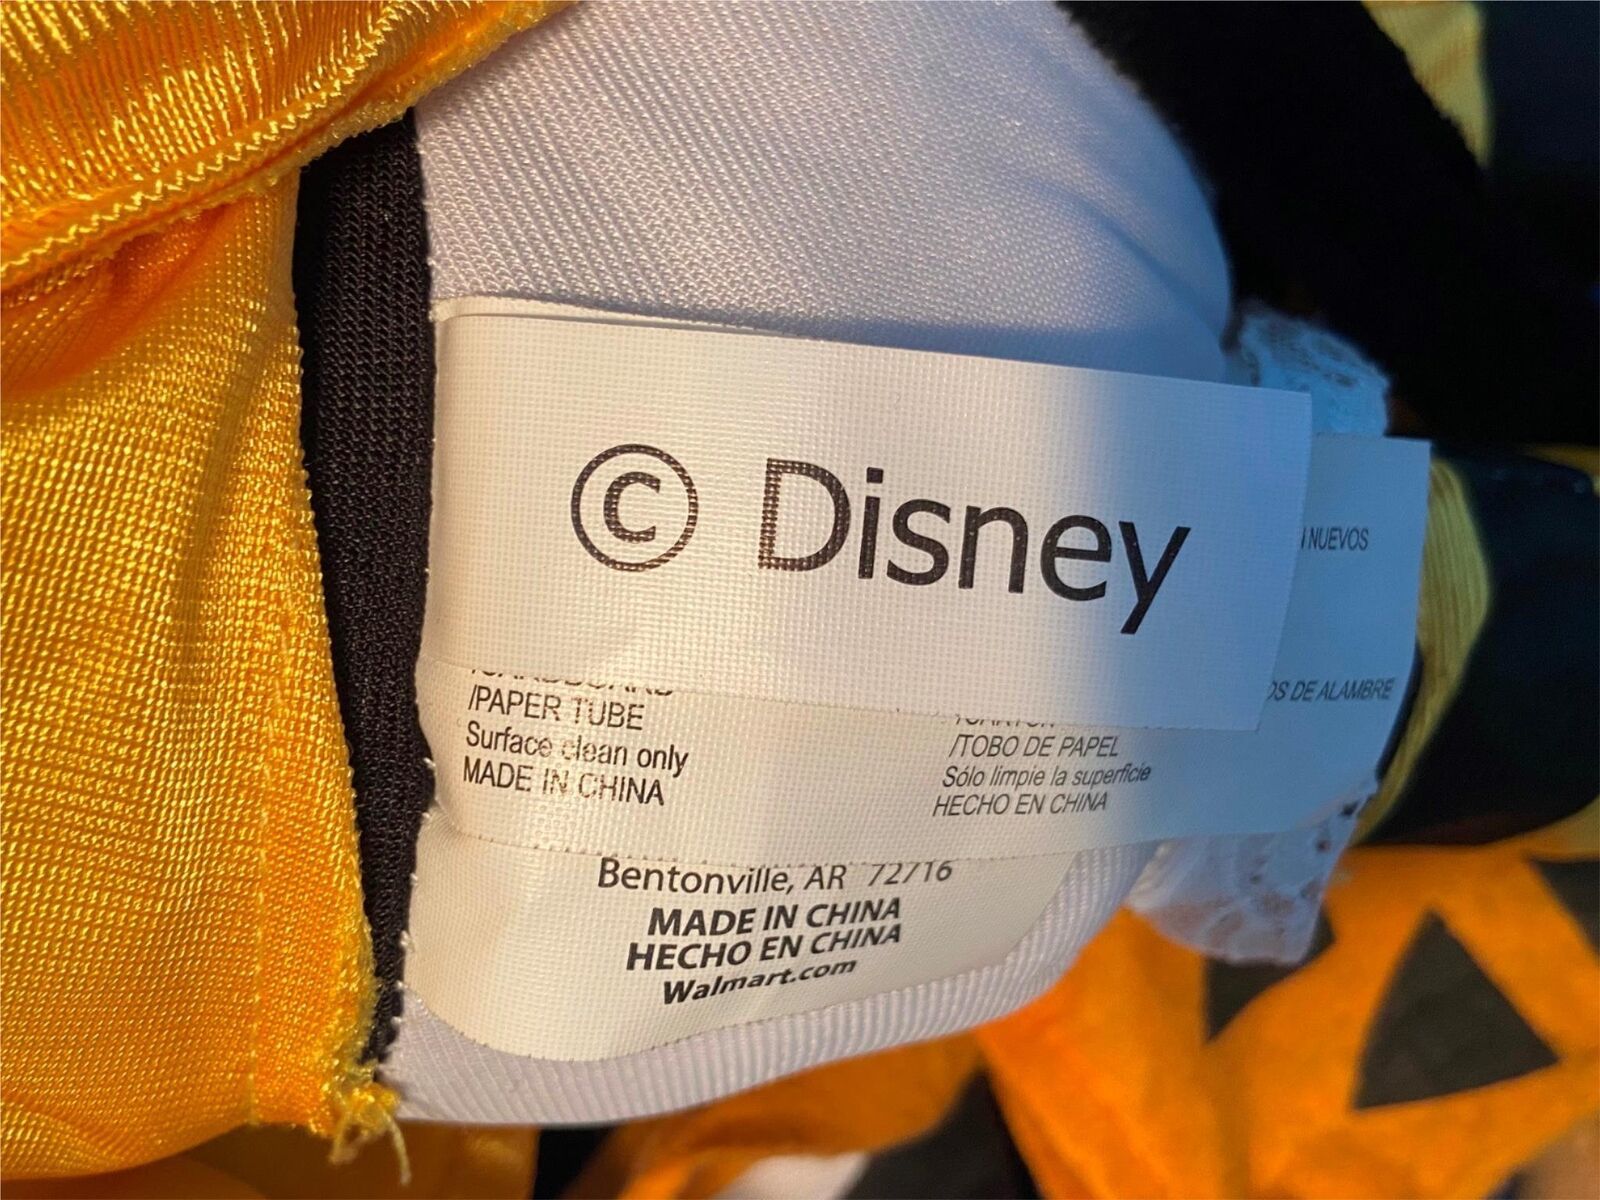 © Disney
I NUEVOS
OS DE ALAMBRE
/PAPER TUBE
Surface clean only
MADE IN CHINA
/TOBO DE PAPEL
Sólo limpie la superficie
HECHO EN CHINA
Bentonville, AR 72716
MADE IN CHINA
HECHO EN CHINA
Walmart.com